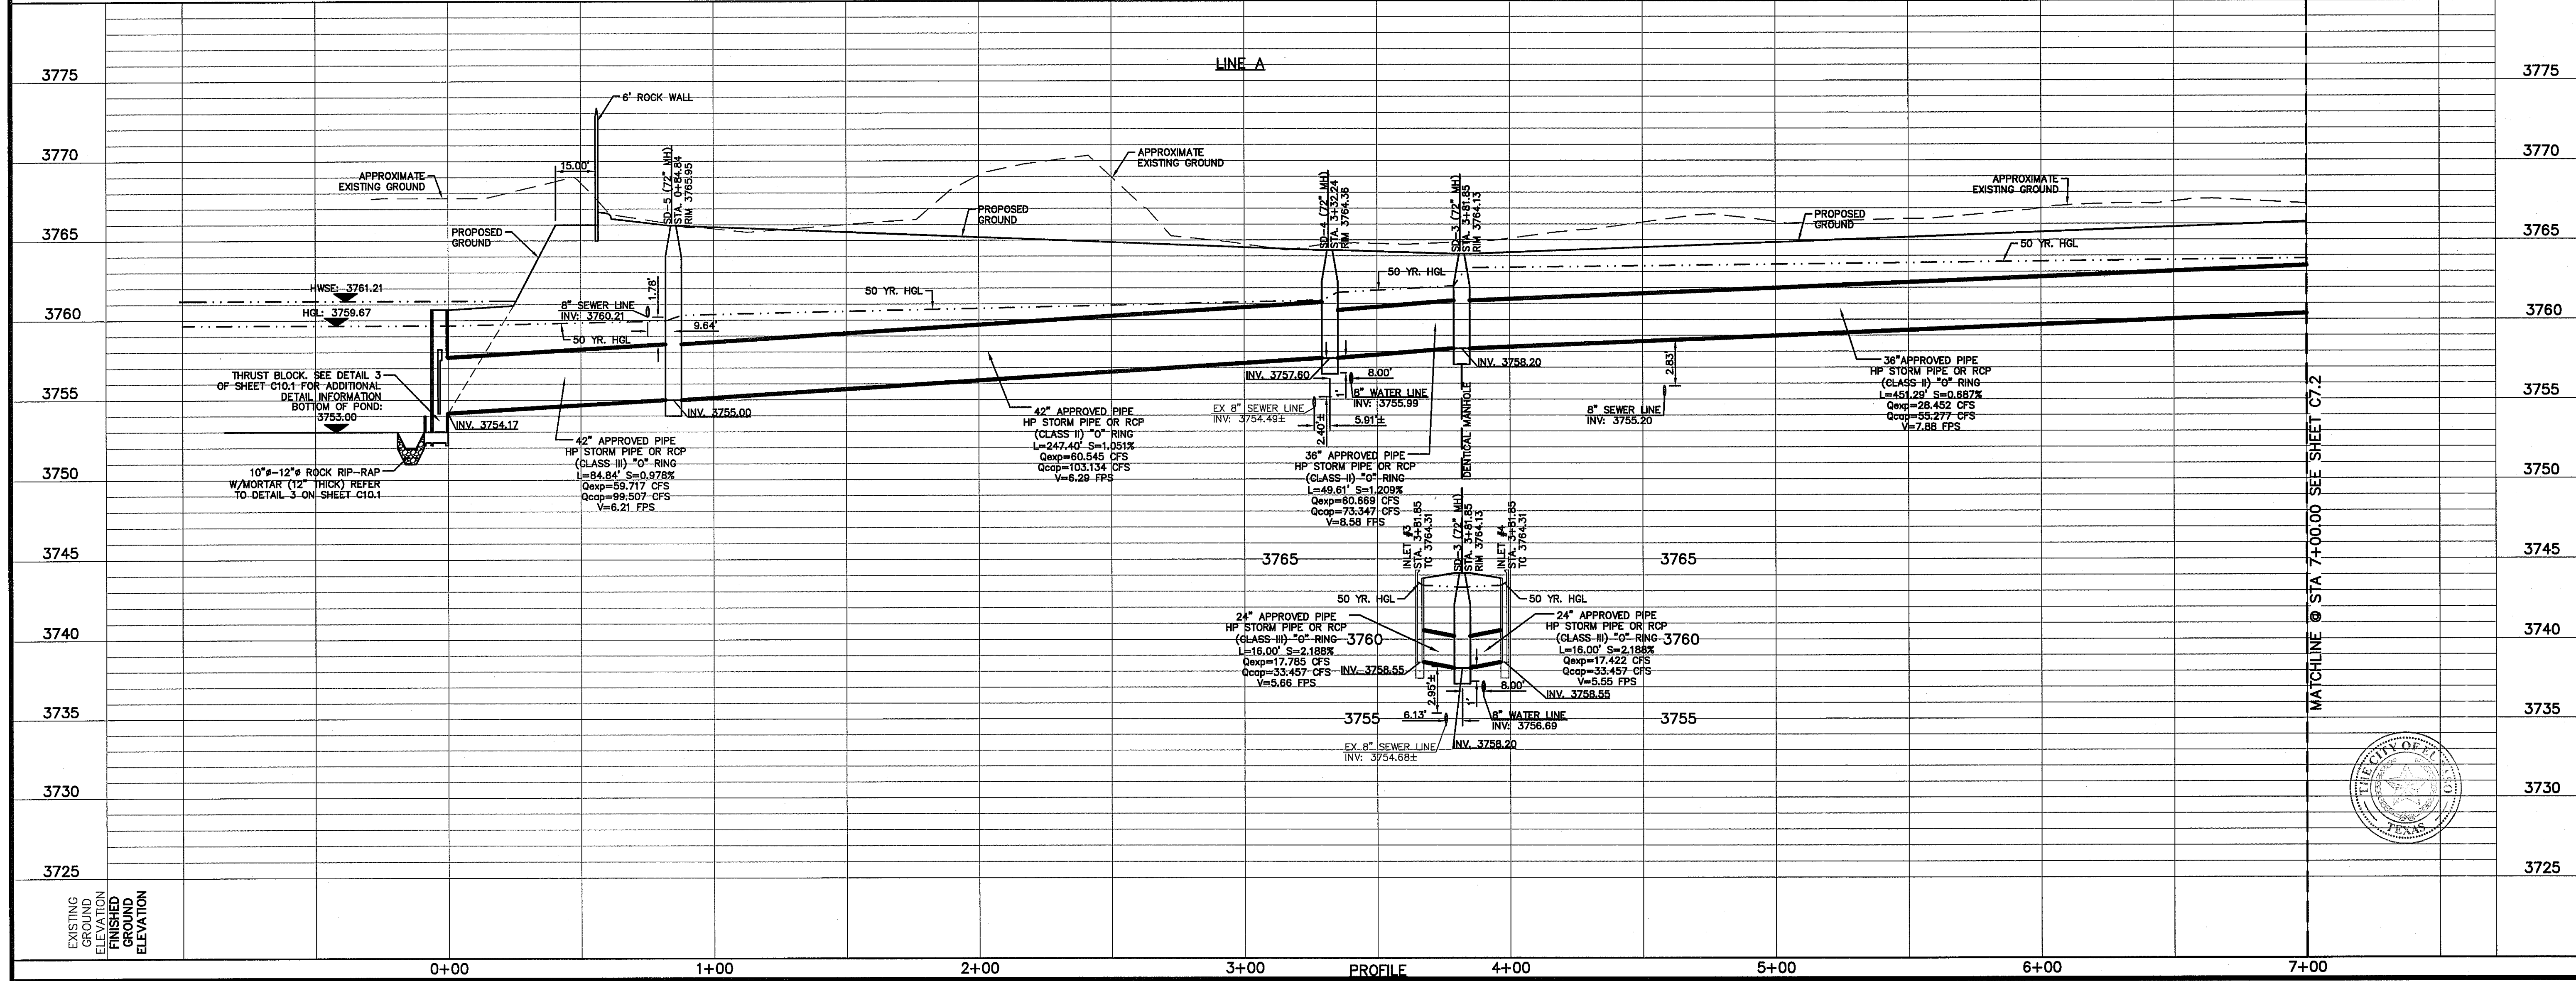 LINE A
3775
3775
6' ROCK WALL
3770
3770
15.00'
APPROXIMATE
EXISTING GROUND
SD-5 (72" MH)
STA. 0+84.84
RIM 3765.95
APPROXIMATE
EXISTING GROUND
SD-4 (72" MH)
STA. 3+32.24
RIM 3764.36
SD-3 (72" MH)
STA. 3+81.85
RIM 3764.13
APPROXIMATE
EXISTING GROUND
PROPOSED
GROUND
PROPOSED
GROUND
PROPOSED
GROUND
3765
3765
50 YR. HGL
50 YR. HGL
50 YR. HGL
HWSE: 3761.21
HGL: 3759.67
8" SEWER LINE
INV: 3760.21
1.78'
9.64'
50 YR. HGL
3760
3760
THRUST BLOCK. SEE DETAIL 3
OF SHEET C10.1 FOR ADDITIONAL
DETAIL INFORMATION
BOTTOM OF POND:
3753.00
INV. 3754.17
INV. 3755.00
INV. 3757.60
INV. 3758.20
3755
3755
8.00'
8" WATER LINE
INV: 3755.99
1'
EX 8" SEWER LINE
INV: 3754.49±
2.40'±
5.91'±
8" SEWER LINE
INV: 3755.20
2.83'
36"APPROVED PIPE
HP STORM PIPE OR RCP
(CLASS II) "O" RING
L=451.29' S=0.687%
Qexp=28.452 CFS
Qcap=55.277 CFS
V=7.88 FPS
42" APPROVED PIPE
HP STORM PIPE OR RCP
(CLASS III) "O" RING
L=84.84' S=0.978%
Qexp=59.717 CFS
Qcap=99.507 CFS
V=6.21 FPS
42" APPROVED PIPE
HP STORM PIPE OR RCP
(CLASS II) "O" RING
L=247.40' S=1.051%
Qexp=60.545 CFS
Qcap=103.134 CFS
V=6.29 FPS
36" APPROVED PIPE
HP STORM PIPE OR RCP
(CLASS II) "O" RING
L=49.61' S=1.209%
Qexp=60.669 CFS
Qcap=73.347 CFS
V=8.58 FPS
10"ø-12"ø ROCK RIP-RAP
W/MORTAR (12" THICK) REFER
TO DETAIL 3 ON SHEET C10.1
3750
3750
IDENTICAL MANHOLE
MATCHLINE @ STA 7+00.00 SEE SHEET C7.2
INLET #3
STA. 3+81.85
TC 3764.31
SD-3 (72" MH)
STA. 3+81.85
RIM 3764.13
INLET #4
STA. 3+81.85
TC 3764.31
3745
3765
3765
3745
50 YR. HGL
50 YR. HGL
24" APPROVED PIPE
HP STORM PIPE OR RCP
(CLASS III) "O" RING
L=16.00' S=2.188%
Qexp=17.785 CFS
Qcap=33.457 CFS
V=5.66 FPS
24" APPROVED PIPE
HP STORM PIPE OR RCP
(CLASS III) "O" RING
L=16.00' S=2.188%
Qexp=17.422 CFS
Qcap=33.457 CFS
V=5.55 FPS
3740
3760
3760
3740
INV. 3758.55
INV. 3758.55
2.95'±
8.00'
1'
6.13'
8" WATER LINE
INV: 3756.69
3735
3755
3755
3735
EX 8" SEWER LINE
INV: 3754.68±
INV. 3758.20
3730
3730
THE CITY OF EL PASO
TEXAS
3725
3725
EXISTING
GROUND
ELEVATION
FINISHED
GROUND
ELEVATION
0+00
1+00
2+00
3+00
PROFILE
4+00
5+00
6+00
7+00